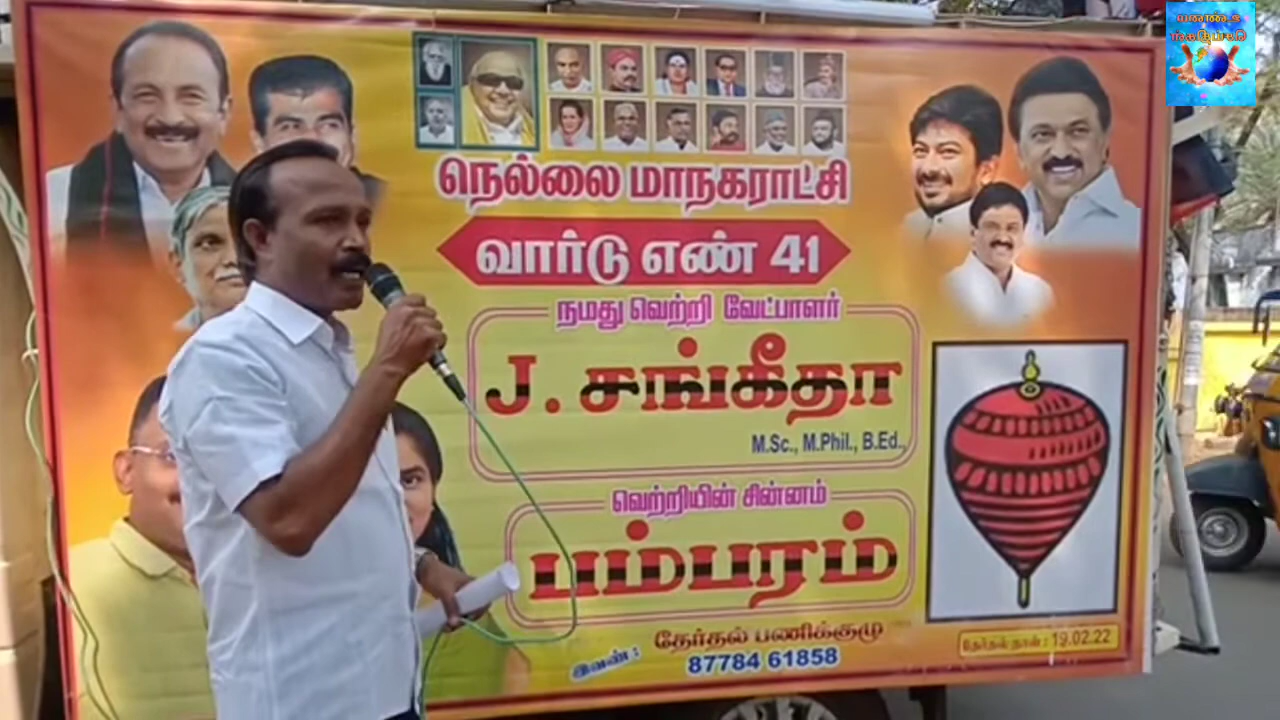 நெல்லை மாநகராட்சி
வார்டு எண் 41
நமது வெற்றி வேட்பாளர்
J. சங்கீதா
M.Sc., M.Phil., B.Ed.,
வெற்றியின் சின்னம்
பம்பரம்
இவண் : தேர்தல் பணிக்குழு
87784 61858
தேர்தல் நாள் : 19.02.22